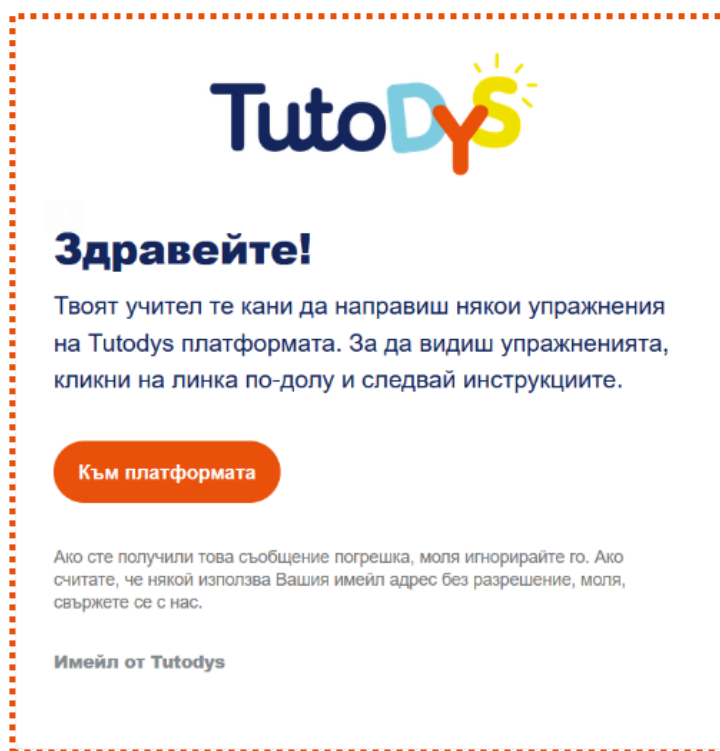 TutoDyS
Здравейте!
Твоят учител те кани да направиш някои упражнения
на Tutodys платформата. За да видиш упражненията,
кликни на линка по-долу и следвай инструкциите.
Към платформата
Ако сте получили това съобщение погрешка, моля игнорирайте го. Ако
считате, че някой използва Вашия имейл адрес без разрешение, моля,
свържете се с нас.
Имейл от Tutodys